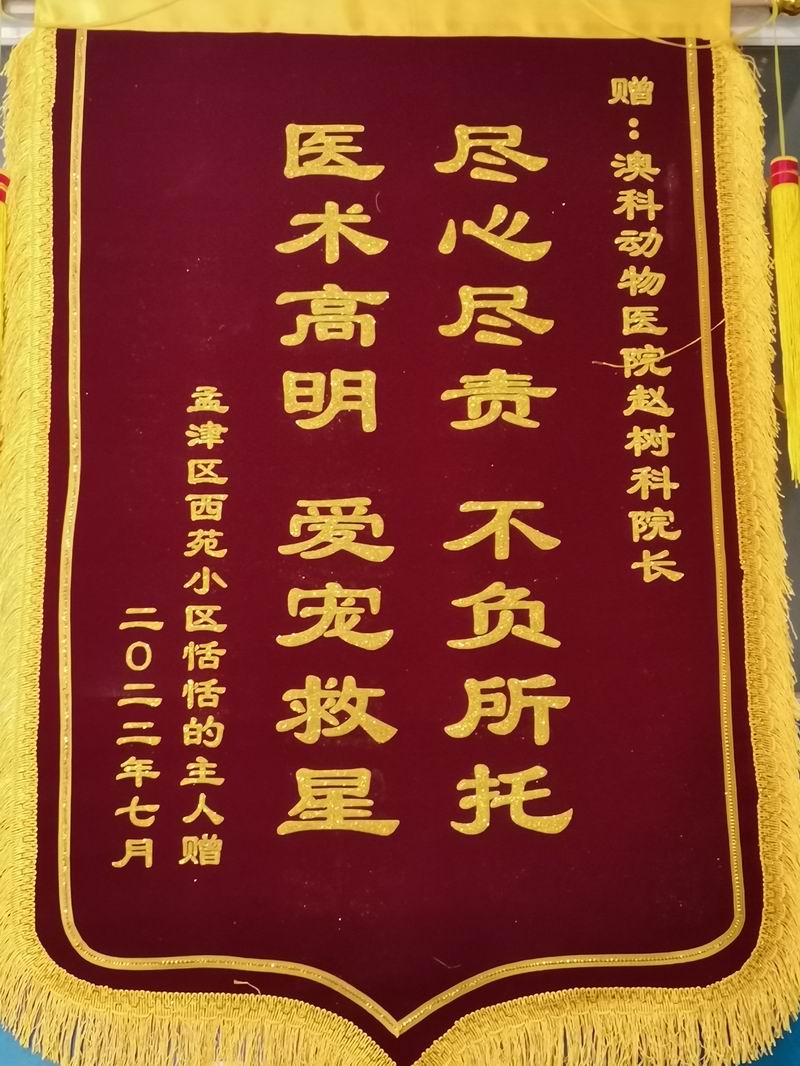 赠：澳科动物医院赵树科院长
尽心尽责 不负所托
医术高明 爱宠救星
孟津区西苑小区恬恬的主人赠
二〇二二年七月